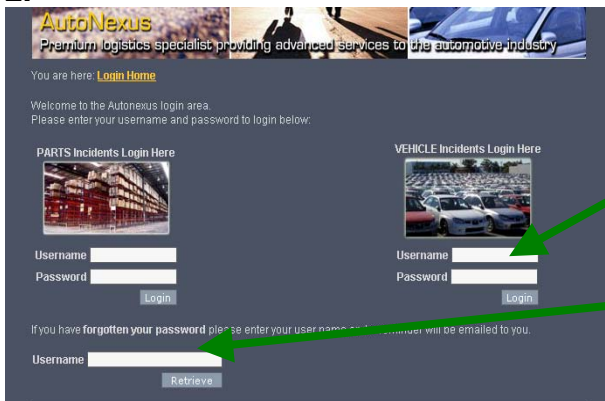 AutoNexus
Premium logistics specialist providing advanced services to the automotive industry
You are here: Login Home
Welcome to the Autonexus login area.
Please enter your username and password to login below:
PARTS Incidents Login Here
VEHICLE Incidents Login Here
Username
Username
Password
Password
Login
Login
If you have forgotten your password please enter your user name reminder will be emailed to you.
Username
Retrieve